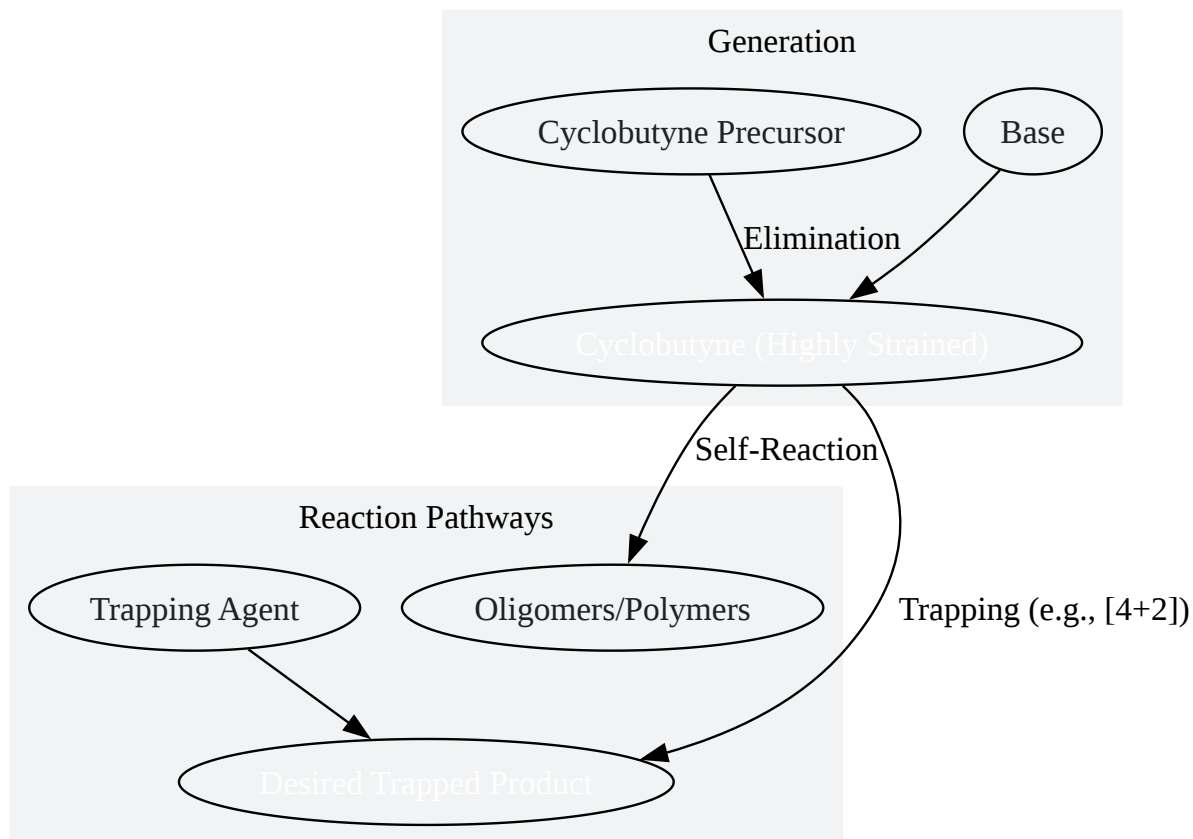 Generation
Cyclobutyne Precursor
Base
Elimination
Cyclobutyne (Highly Strained)
Self-Reaction
Reaction Pathways
Trapping Agent
Oligomers/Polymers
Trapping (e.g., [4+2])
Desired Trapped Product